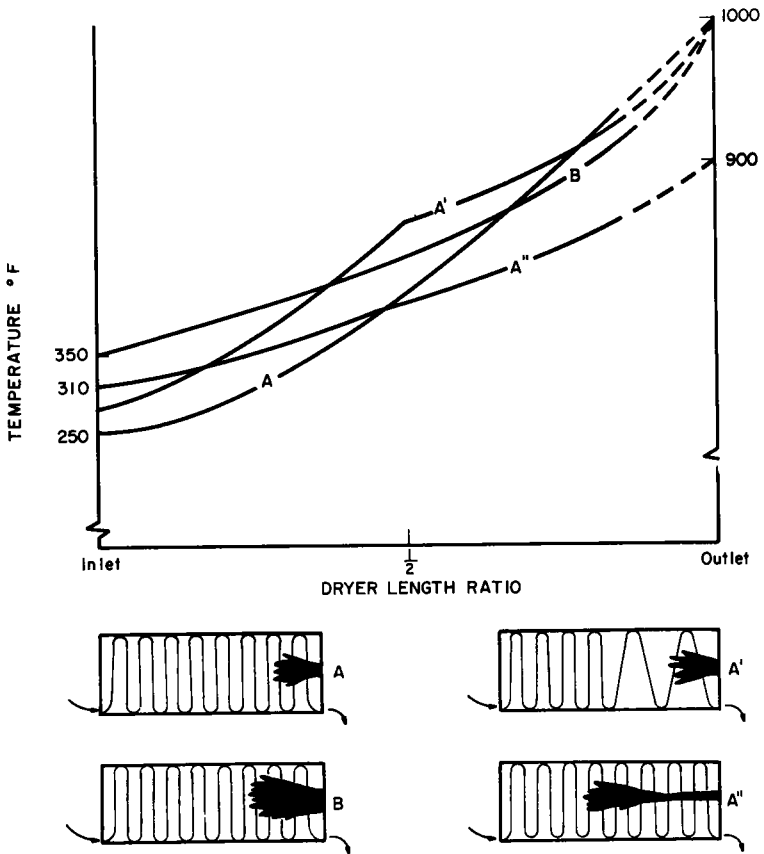 1000
900
A'
B
A"
A
TEMPERATURE °F
350
310
250
Inlet
1/2
Outlet
DRYER LENGTH RATIO
A
A'
B
A"